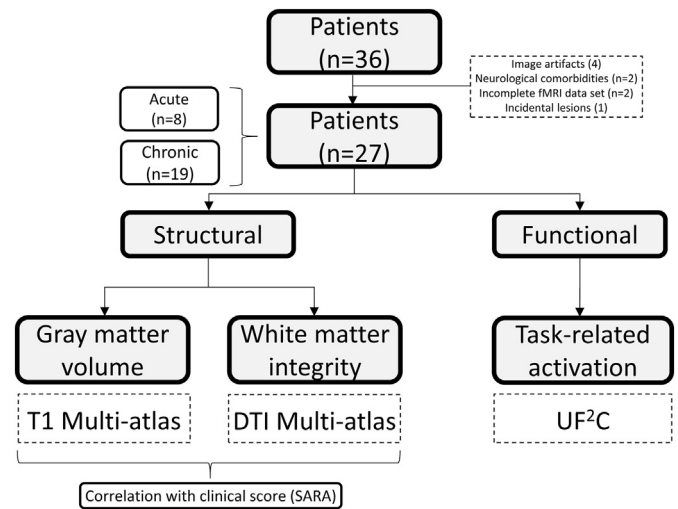 Patients
(n=36)
Image artifacts (4)
Neurological comorbidities (n=2)
Incomplete fMRI data set (n=2)
Incidental lesions (1)
Acute
(n=8)
Chronic
(n=19)
Patients
(n=27)
Structural
Functional
Gray matter
volume
White matter
integrity
Task-related
activation
T1 Multi-atlas
DTI Multi-atlas
UF²C
Correlation with clinical score (SARA)